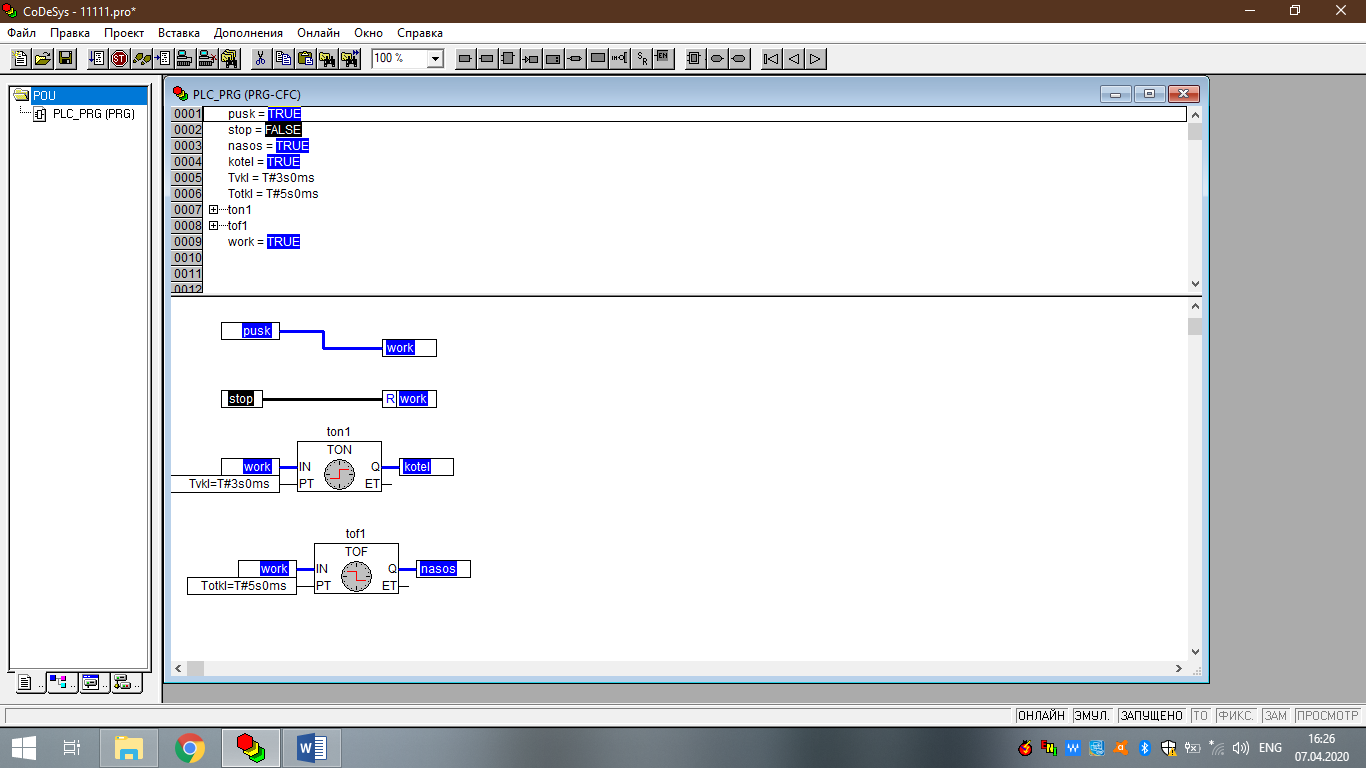 CoDeSys - 11111.pro*
Файл Правка Проект Вставка Дополнения Онлайн Окно Справка
100 %
POU
PLC_PRG (PRG)
PLC_PRG (PRG-CFC)
0001 pusk = TRUE
0002 stop = FALSE
0003 nasos = TRUE
0004 kotel = TRUE
0005 Tvkl = T#3s0ms
0006 Totkl = T#5s0ms
0007 ton1
0008 tof1
0009 work = TRUE
0010
0011
0012
pusk
work
stop R work
ton1
TON
work IN Q kotel
Tvkl=T#3s0ms PT ET
tof1
TOF
work IN Q nasos
Totkl=T#5s0ms PT ET
ОНЛАЙН ЭМУЛ. ЗАПУЩЕНО ТО ФИКС. ЗАМ ПРОСМОТР
ENG
16:26
07.04.2020